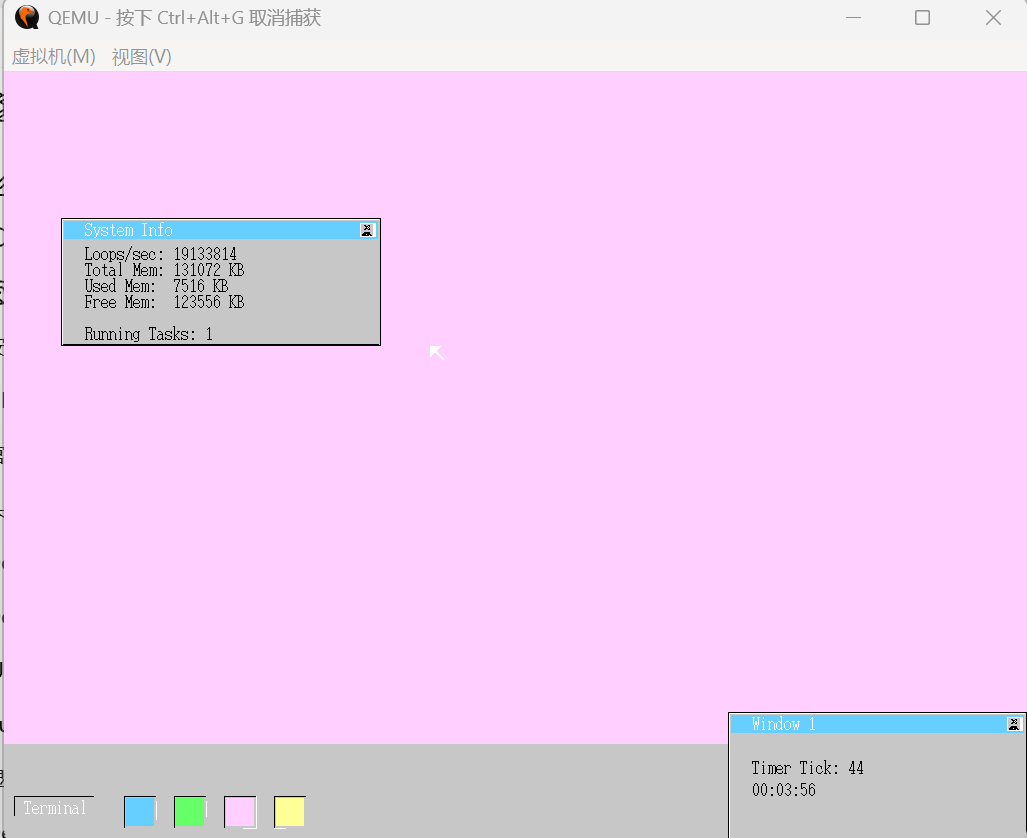 QEMU - 按下 Ctrl+Alt+G 取消捕获
虚拟机(M) 视图(V)
System Info
Loops/sec: 19133814
Total Mem: 131072 KB
Used Mem: 7516 KB
Free Mem: 123556 KB
Running Tasks: 1
Window 1
Timer Tick: 44
00:03:56
Terminal